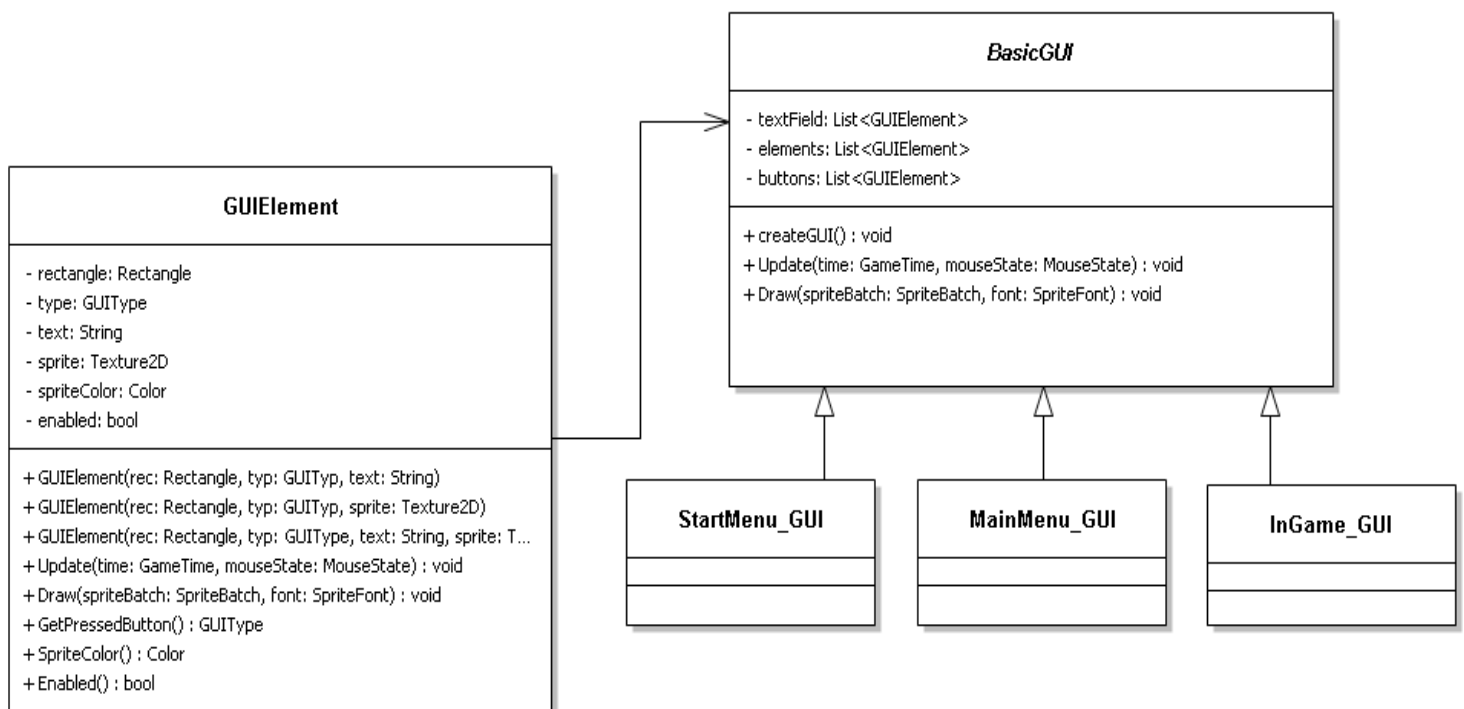 BasicGUI
- textField: List<GUIElement>
- elements: List<GUIElement>
- buttons: List<GUIElement>
+ createGUI() : void
+ Update(time: GameTime, mouseState: MouseState) : void
+ Draw(spriteBatch: SpriteBatch, font: SpriteFont) : void
GUIElement
- rectangle: Rectangle
- type: GUIType
- text: String
- sprite: Texture2D
- spriteColor: Color
- enabled: bool
+ GUIElement(rec: Rectangle, typ: GUITyp, text: String)
+ GUIElement(rec: Rectangle, typ: GUITyp, sprite: Texture2D)
+ GUIElement(rec: Rectangle, typ: GUIType, text: String, sprite: T...
+ Update(time: GameTime, mouseState: MouseState) : void
+ Draw(spriteBatch: SpriteBatch, font: SpriteFont) : void
+ GetPressedButton() : GUIType
+ SpriteColor() : Color
+ Enabled() : bool
StartMenu_GUI
MainMenu_GUI
InGame_GUI